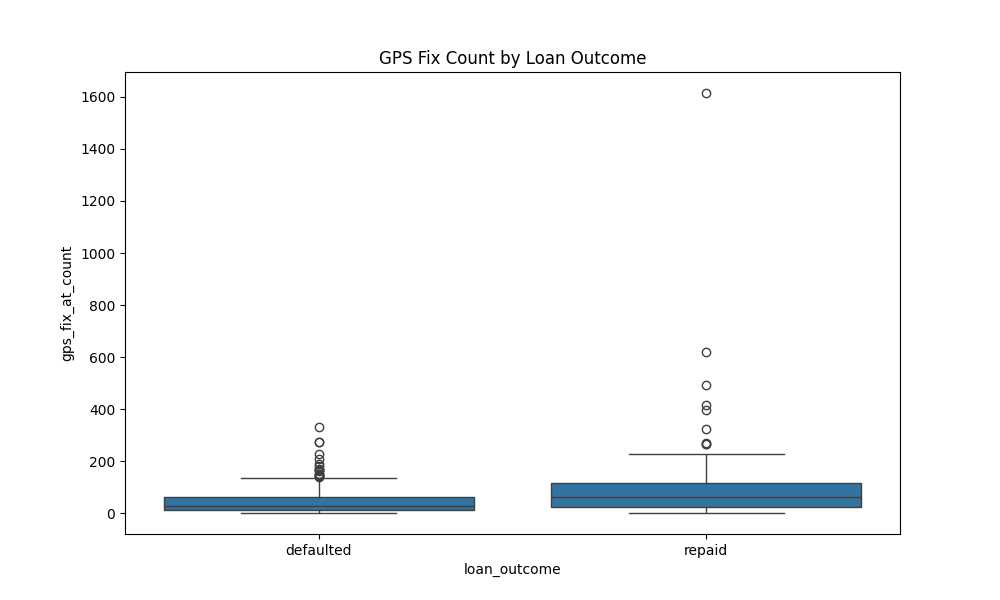 GPS Fix Count by Loan Outcome
gps_fix_at_count
1600
1400
1200
1000
800
600
400
200
0
defaulted
repaid
loan_outcome